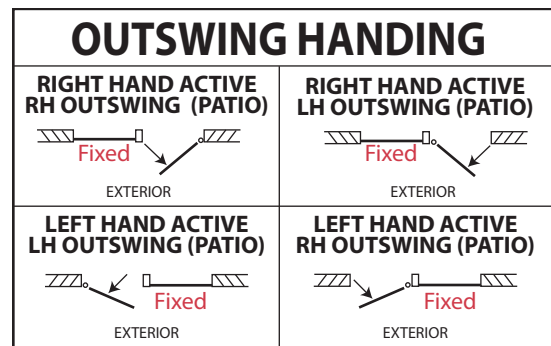 OUTSWING HANDING
RIGHT HAND ACTIVE
RH OUTSWING (PATIO)
Fixed
EXTERIOR
RIGHT HAND ACTIVE
LH OUTSWING (PATIO)
Fixed
EXTERIOR
LEFT HAND ACTIVE
LH OUTSWING (PATIO)
Fixed
EXTERIOR
LEFT HAND ACTIVE
RH OUTSWING (PATIO)
Fixed
EXTERIOR